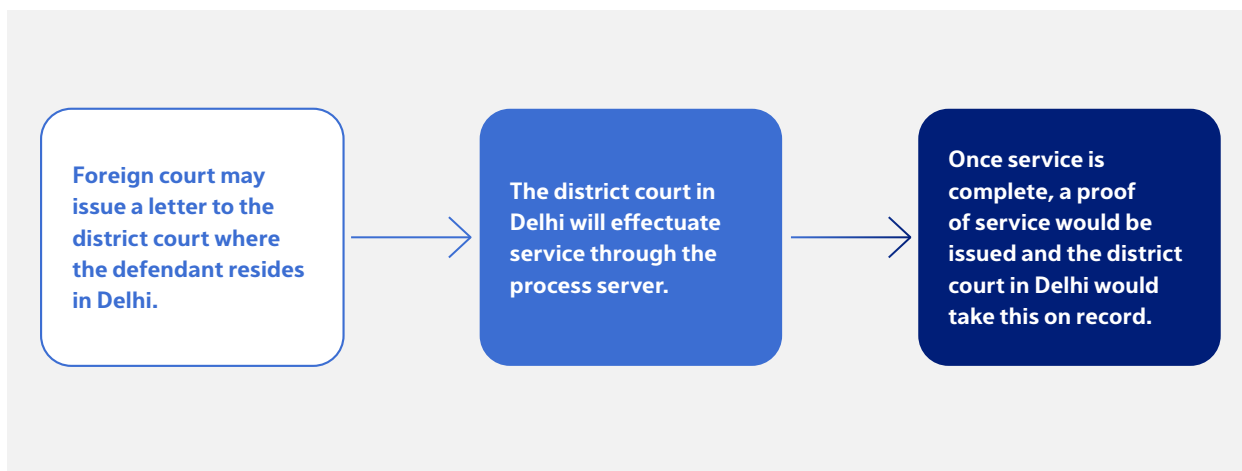 Foreign court may
issue a letter to the
district court where
the defendant resides
in Delhi.
The district court in
Delhi will effectuate
service through the
process server.
Once service is
complete, a proof
of service would be
issued and the district
court in Delhi would
take this on record.